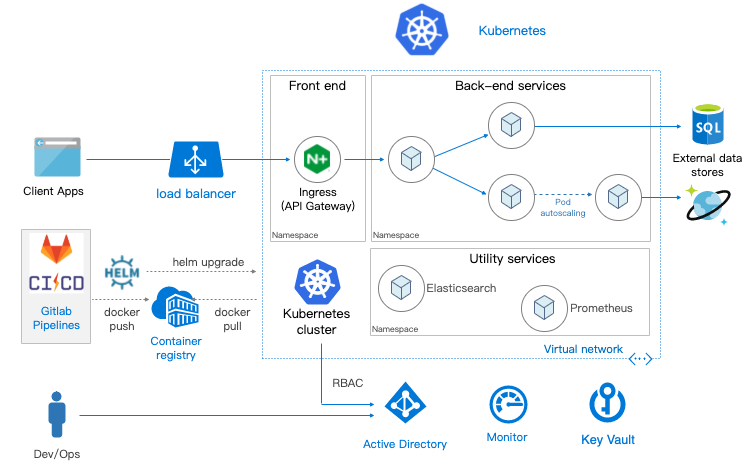 Kubernetes
Front end
Back-end services
N+
SQL
Client Apps
load balancer
Ingress
(API Gateway)
External data
stores
Pod
autoscaling
Namespace
Namespace
CI/CD
Gitlab
Pipelines
HELM
helm upgrade
docker
push
docker
pull
Container
registry
Kubernetes
cluster
Utility services
Elasticsearch
Prometheus
Namespace
Virtual network
RBAC
Dev/Ops
Active Directory
Monitor
Key Vault